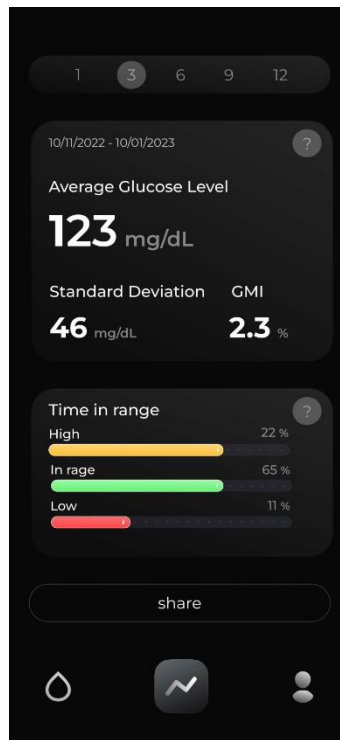 1 3 6 9 12
10/11/2022 - 10/01/2023 ?
Average Glucose Level
123 mg/dL
Standard Deviation GMI
46 mg/dL 2.3 %
Time in range ?
High 22 %
In rage 65 %
Low 11 %
share